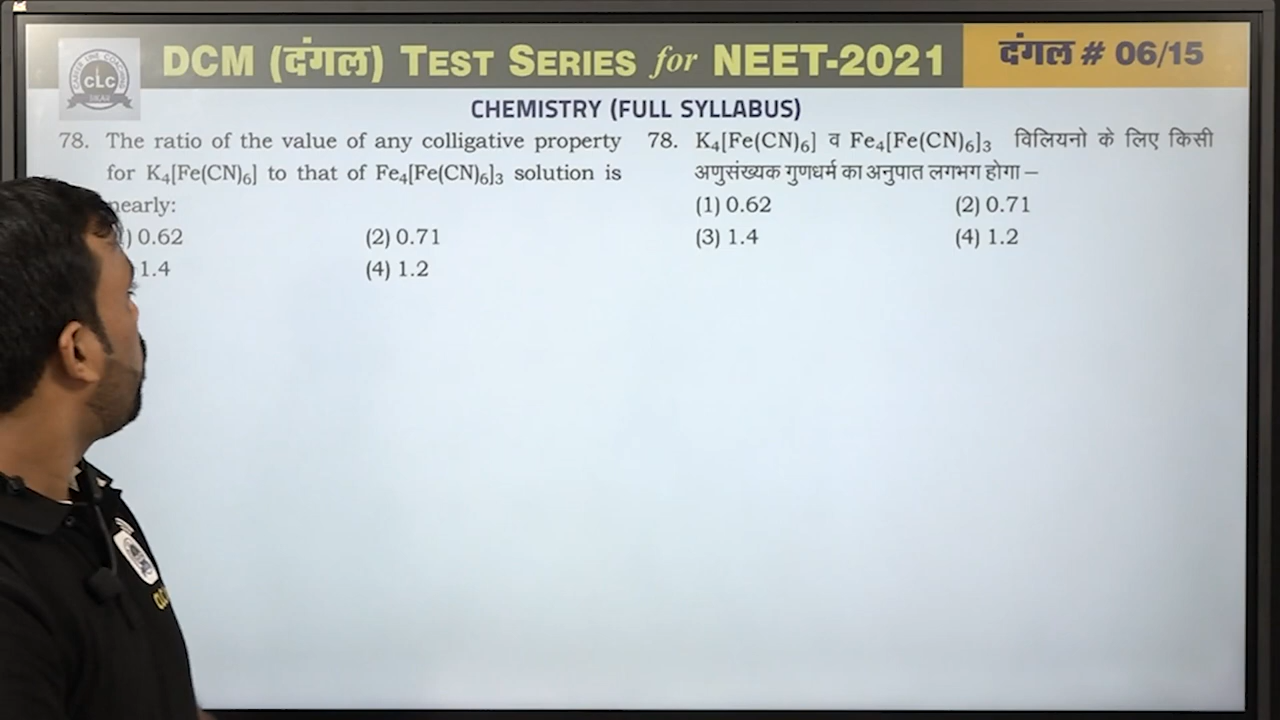 DCM (दंगल) TEST SERIES for NEET-2021
दंगल # 06/15
CLC
CHEMISTRY (FULL SYLLABUS)
78. The ratio of the value of any colligative property
for K₄[Fe(CN)₆] to that of Fe₄[Fe(CN)₆]₃ solution is
nearly:
0.62 (2) 0.71
1.4 (4) 1.2
78. K₄[Fe(CN)₆] व Fe₄[Fe(CN)₆]₃ विलियनो के लिए किसी
अणुसंख्यक गुणधर्म का अनुपात लगभग होगा –
(1) 0.62 (2) 0.71
(3) 1.4 (4) 1.2